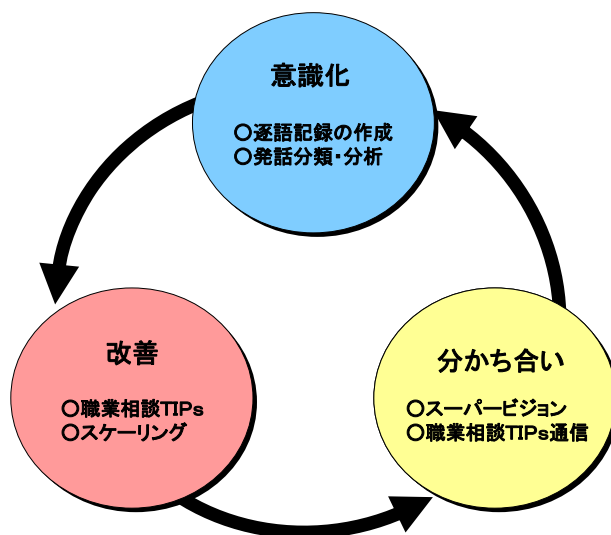 意識化
○逐語記録の作成
○発話分類・分析
改善
○職業相談TIPs
○スケーリング
分かち合い
○スーパービジョン
○職業相談TIPs通信